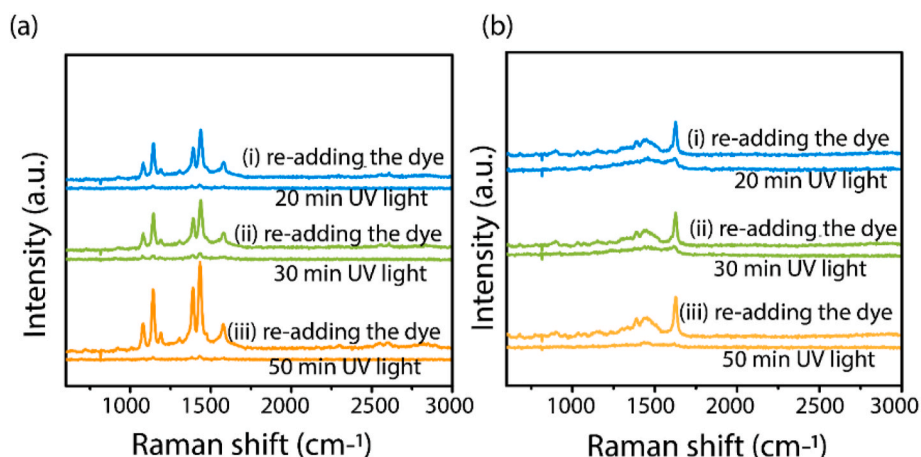 (a)
Intensity (a.u.)
(i) re-adding the dye
20 min UV light
(ii) re-adding the dye
30 min UV light
(iii) re-adding the dye
50 min UV light
1000 1500 2000 2500 3000
Raman shift (cm-1)
(b)
Intensity (a.u.)
(i) re-adding the dye
20 min UV light
(ii) re-adding the dye
30 min UV light
(iii) re-adding the dye
50 min UV light
1000 1500 2000 2500 3000
Raman shift (cm-1)